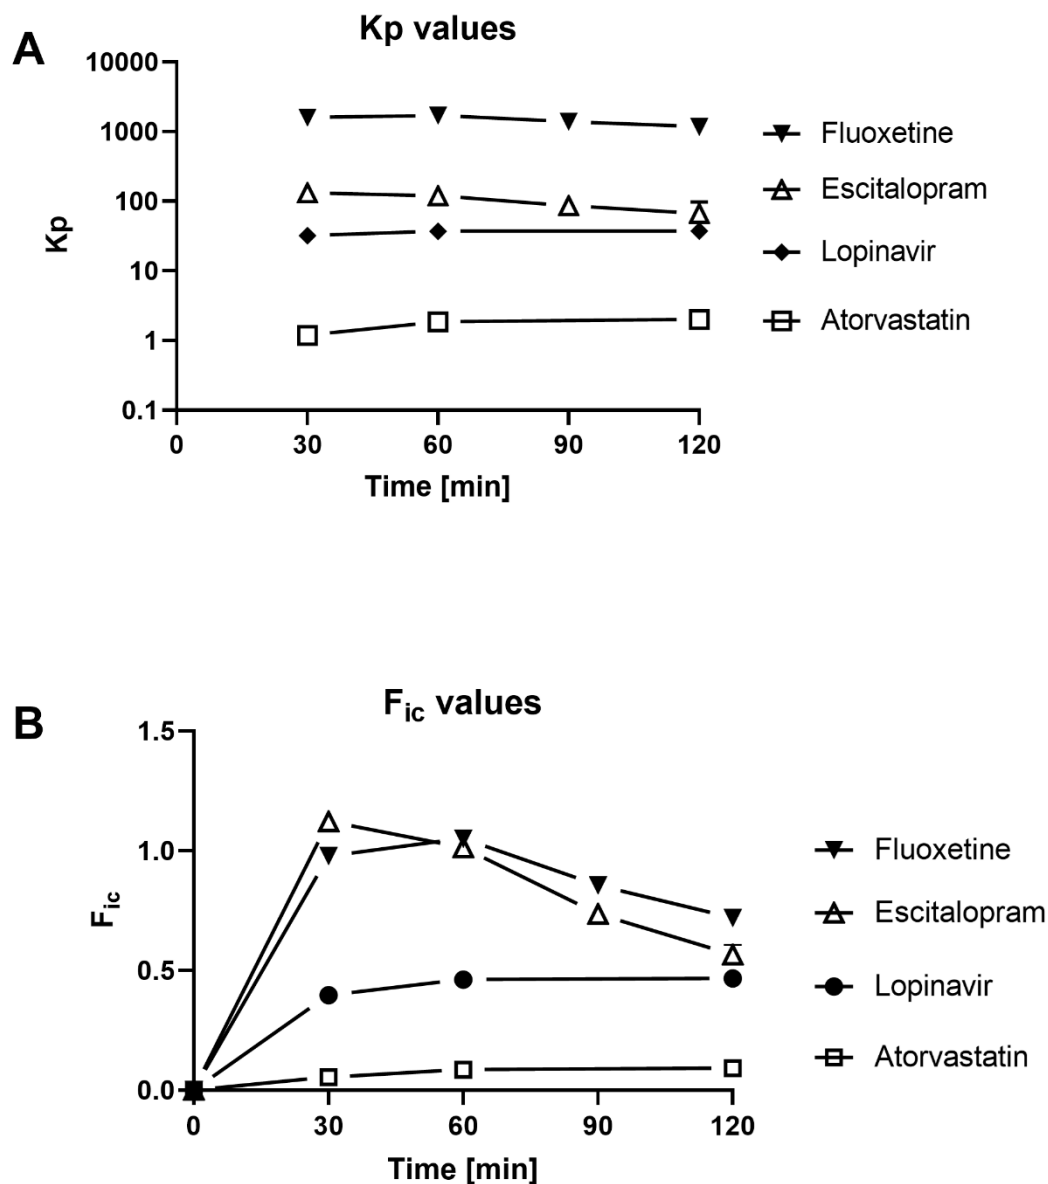 A
Kp values
10000
1000
100
10
1
0.1
Kp
0 30 60 90 120
Time [min]
Fluoxetine
Escitalopram
Lopinavir
Atorvastatin
B
Fic values
1.5
1.0
0.5
0.0
Fic
0 30 60 90 120
Time [min]
Fluoxetine
Escitalopram
Lopinavir
Atorvastatin